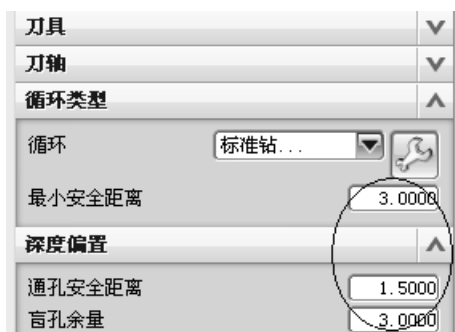 刀具
刀轴
循环类型
循环 标准钻...
最小安全距离 3.0000
深度偏置
通孔安全距离 1.5000
盲孔余量 3.0000